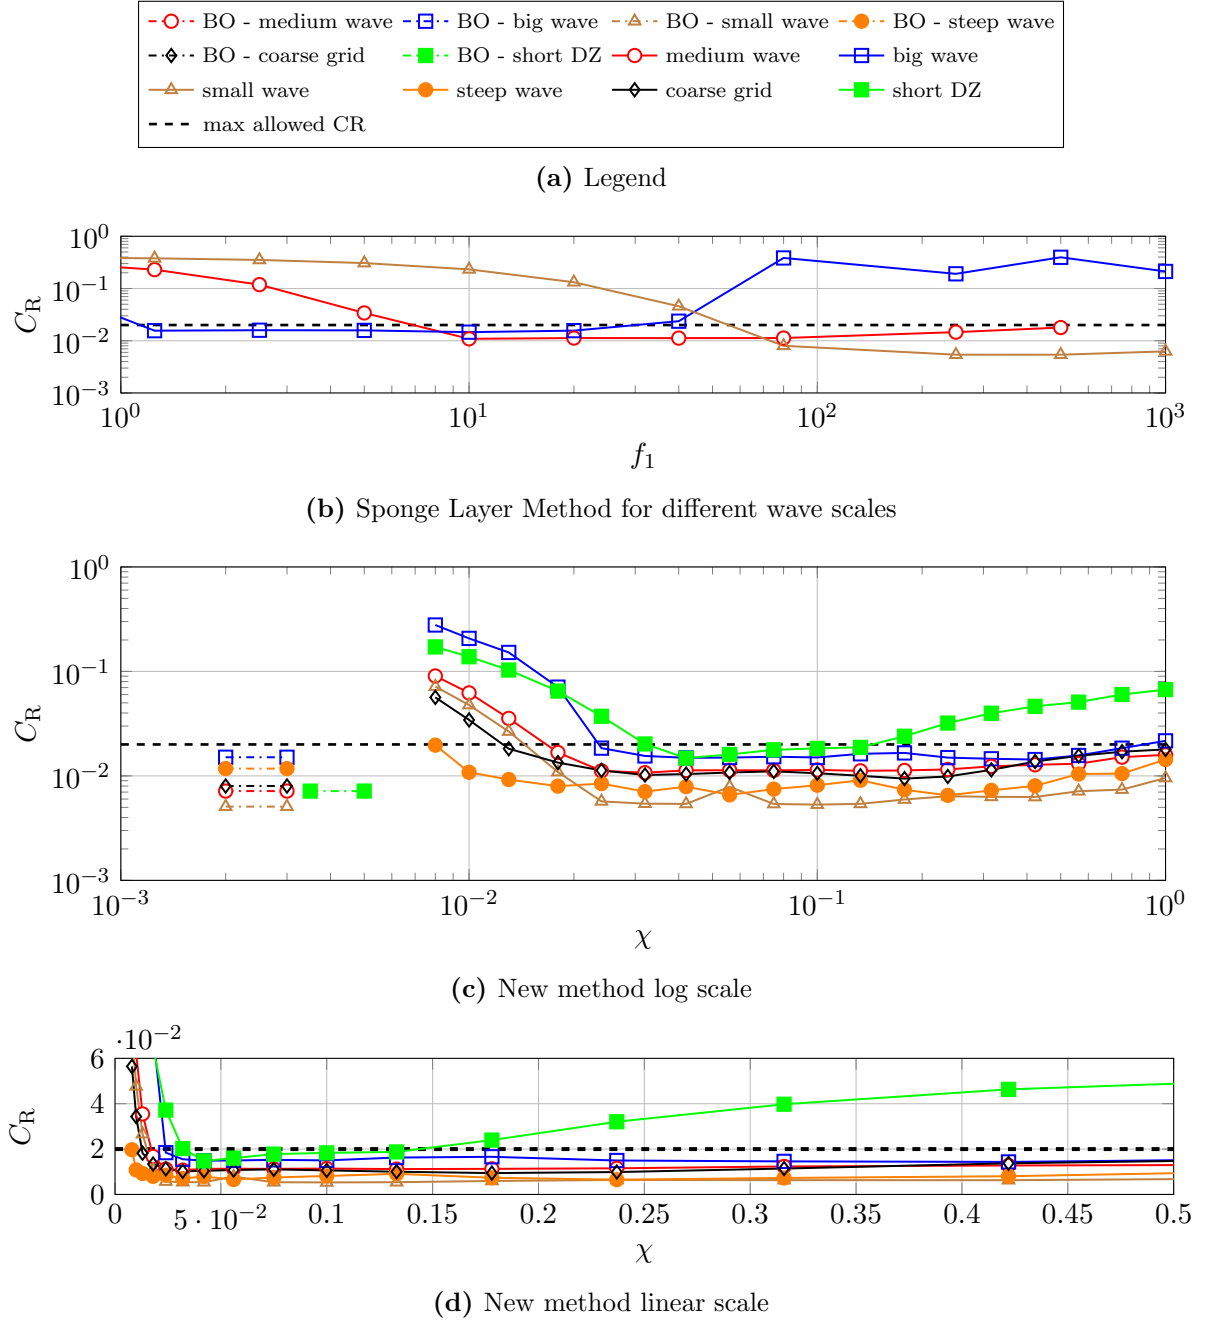 BO - medium wave BO - big wave BO - small wave BO - steep wave
BO - coarse grid BO - short DZ medium wave big wave
small wave steep wave coarse grid short DZ
max allowed CR
(a) Legend
10^0
10^-1
10^-2
10^-3
C_R
10^0 10^1 10^2 10^3
f_1
(b) Sponge Layer Method for different wave scales
10^0
10^-1
10^-2
10^-3
C_R
10^-3 10^-2 10^-1 10^0
χ
(c) New method log scale
·10^-2
6
4
2
0
C_R
0 5 · 10^-2 0.1 0.15 0.2 0.25 0.3 0.35 0.4 0.45 0.5
χ
(d) New method linear scale